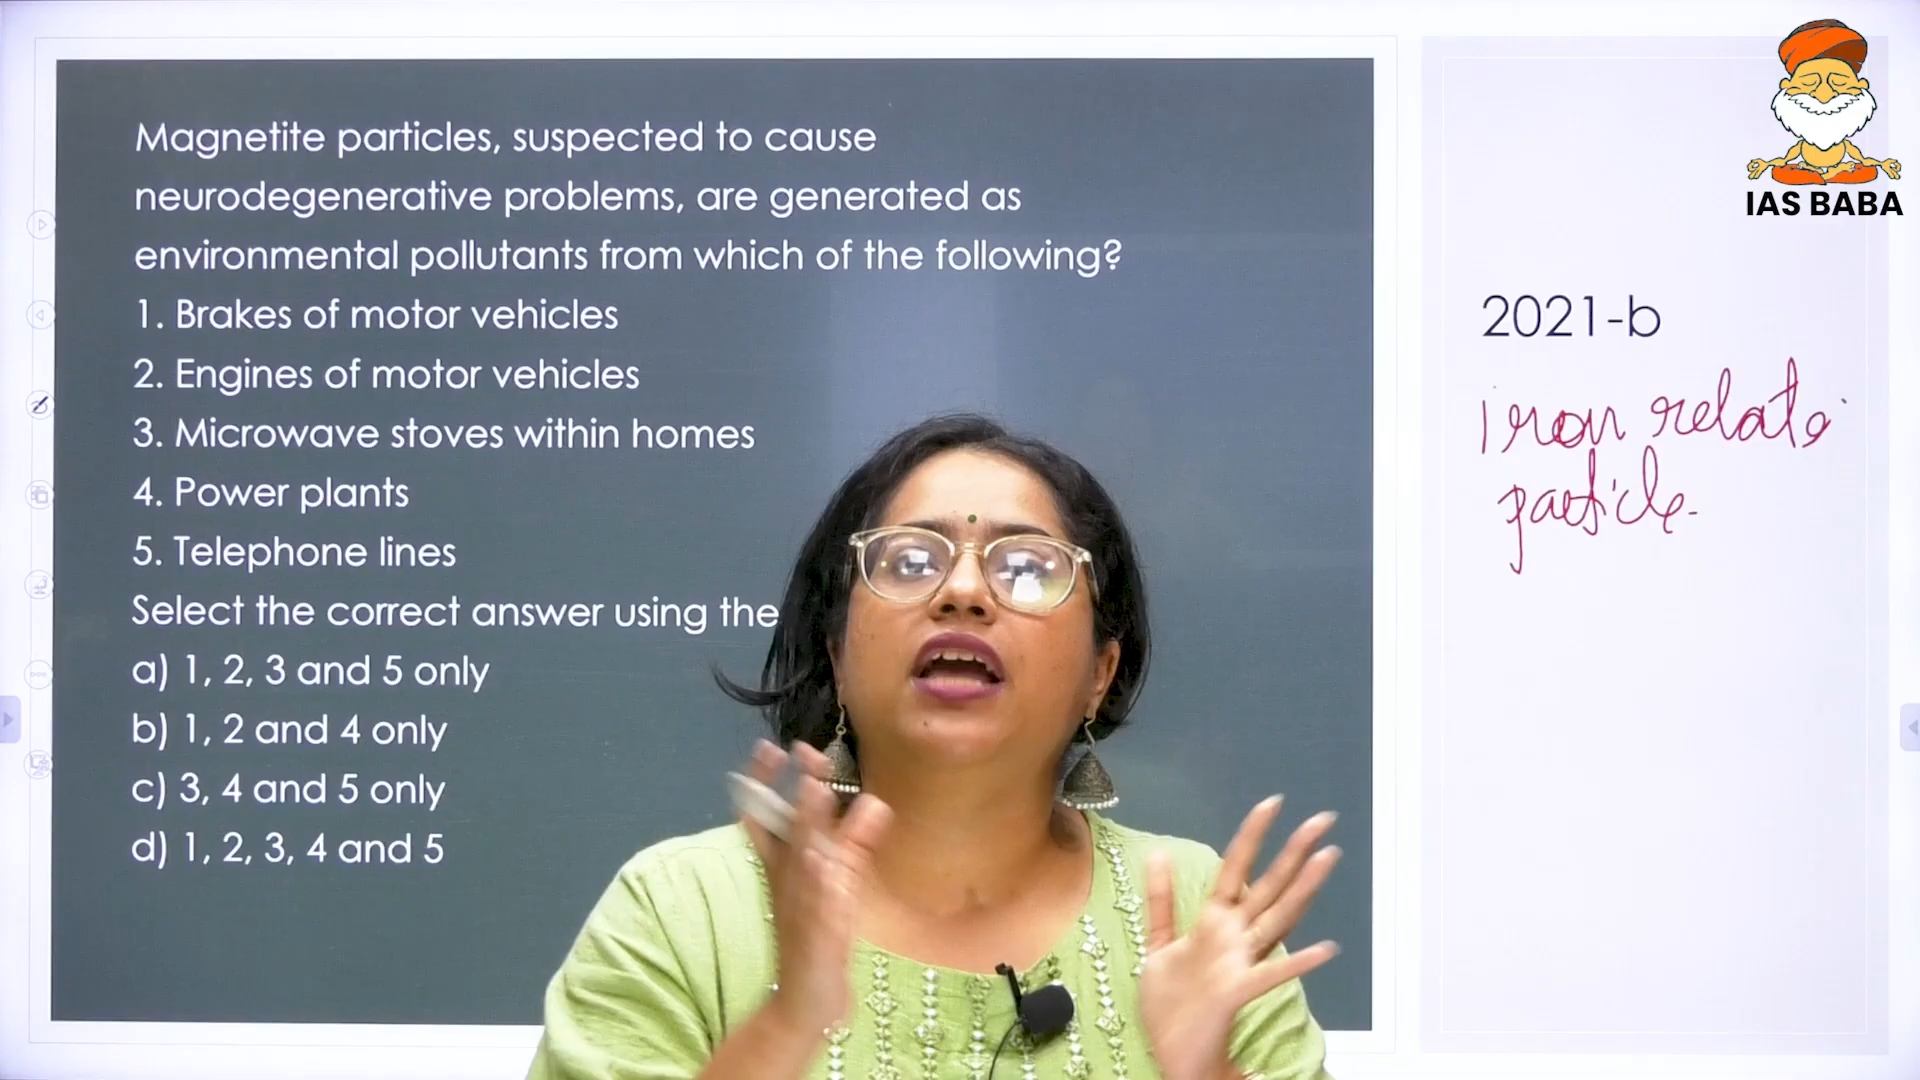 Magnetite particles, suspected to cause
neurodegenerative problems, are generated as
environmental pollutants from which of the following?
1. Brakes of motor vehicles
2. Engines of motor vehicles
3. Microwave stoves within homes
4. Power plants
5. Telephone lines
Select the correct answer using the
a) 1, 2, 3 and 5 only
b) 1, 2 and 4 only
c) 3, 4 and 5 only
d) 1, 2, 3, 4 and 5
IAS BABA
2021-b
iron relate
particle.